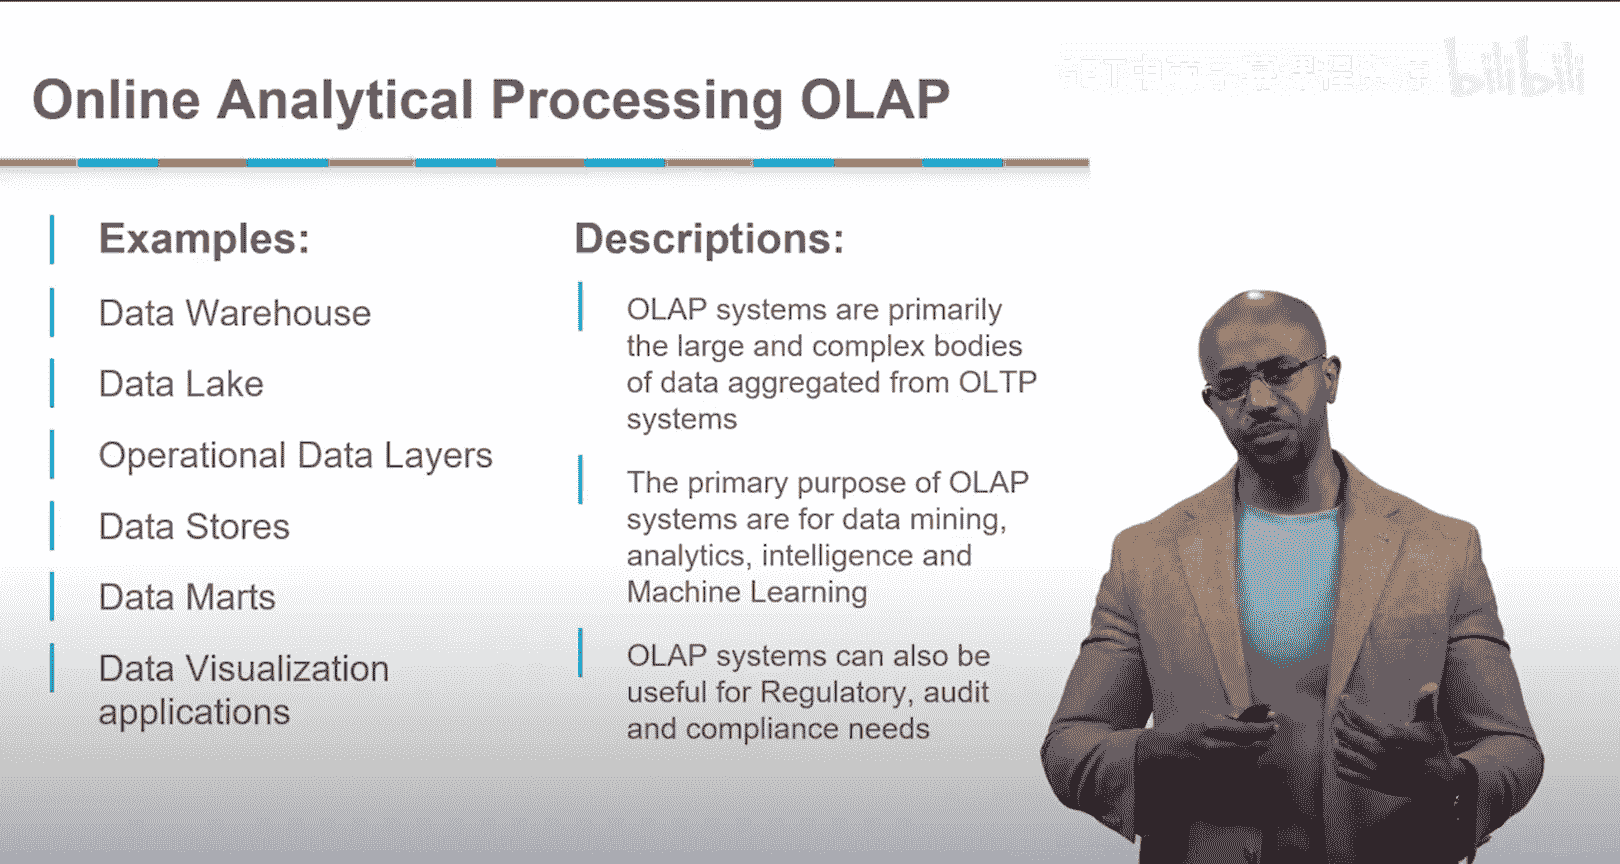 Online Analytical Processing OLAP
Examples:
Data Warehouse
Data Lake
Operational Data Layers
Data Stores
Data Marts
Data Visualization
applications
Descriptions:
OLAP systems are primarily
the large and complex bodies
of data aggregated from OLTP
systems
The primary purpose of OLAP
systems are for data mining,
analytics, intelligence and
Machine Learning
OLAP systems can also be
useful for Regulatory, audit
and compliance needs
bilibili